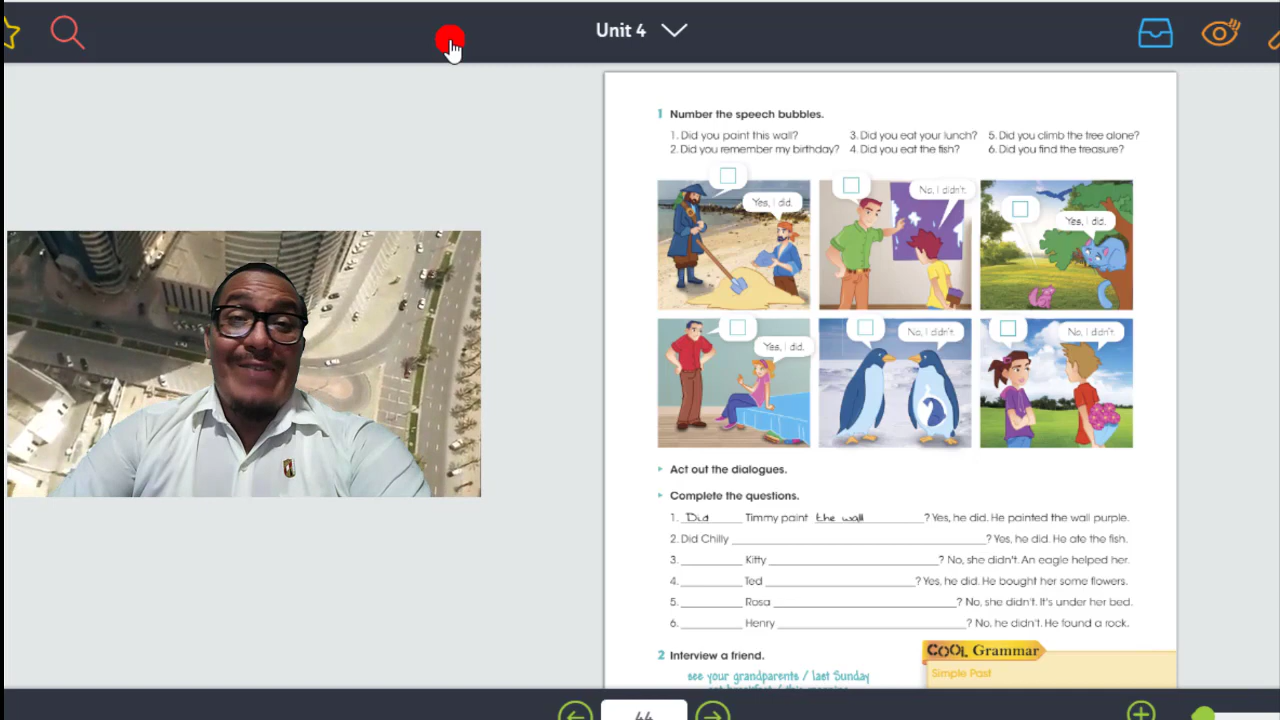 Unit 4
1 Number the speech bubbles.
1. Did you paint this wall? 3. Did you eat your lunch? 5. Did you climb the tree alone?
2. Did you remember my birthday? 4. Did you eat the fish? 6. Did you find the treasure?
Yes, I did. No, I didn't. Yes, I did.
Yes, I did. No, I didn't. No, I didn't.
Act out the dialogues.
Complete the questions.
1. Did Timmy paint the wall ? Yes, he did. He painted the wall purple.
2. Did Chilly ? Yes, he did. He ate the fish.
3. Kitty ? No, she didn't. An eagle helped her.
4. Ted ? Yes, he did. He bought her some flowers.
5. Rosa ? No, she didn't. It's under her bed.
6. Henry ? No, he didn't. He found a rock.
2 Interview a friend.
see your grandparents / last Sunday
COOL Grammar
Simple Past
44